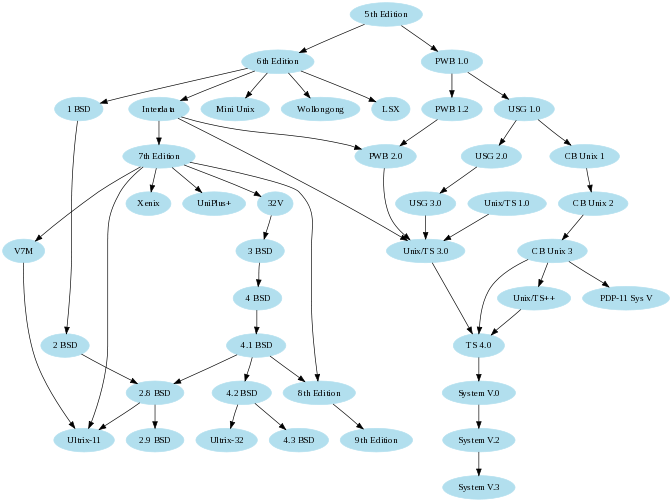 5th Edition
6th Edition
PWB 1.0
1 BSD
Interdata
Mini Unix
Wollongong
LSX
PWB 1.2
USG 1.0
7th Edition
PWB 2.0
USG 2.0
CB Unix 1
Xenix
UniPlus+
32V
USG 3.0
Unix/TS 1.0
CB Unix 2
V7M
3 BSD
Unix/TS 3.0
CB Unix 3
4 BSD
Unix/TS++
PDP-11 Sys V
2 BSD
4.1 BSD
TS 4.0
2.8 BSD
4.2 BSD
8th Edition
System V.0
Ultrix-11
2.9 BSD
Ultrix-32
4.3 BSD
9th Edition
System V.2
System V.3